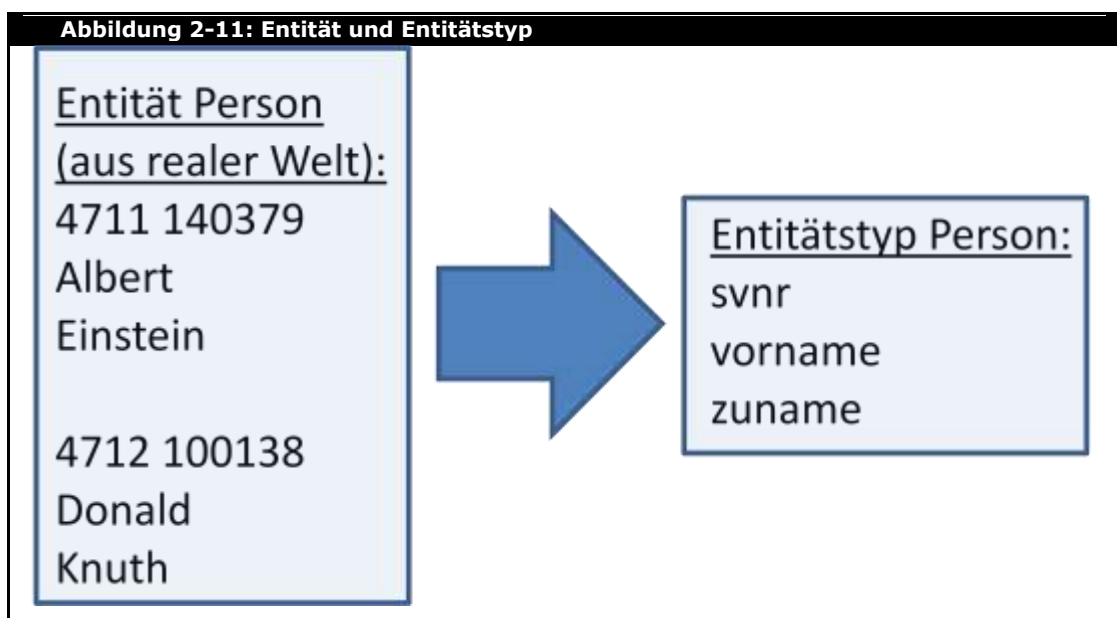 Abbildung 2-11: Entität und Entitätstyp
Entität Person
(aus realer Welt):
4711 140379
Albert
Einstein
4712 100138
Donald
Knuth
Entitätstyp Person:
svnr
vorname
zuname